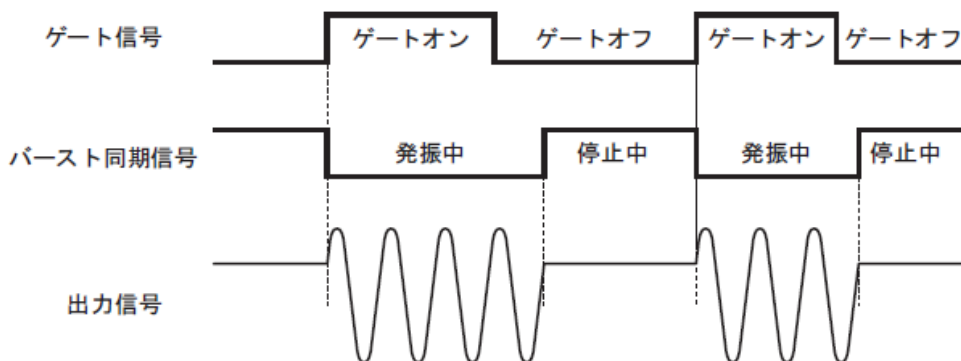 ゲート信号
ゲートオン
ゲートオフ
ゲートオン
ゲートオフ
バースト同期信号
発振中
停止中
発振中
停止中
出力信号